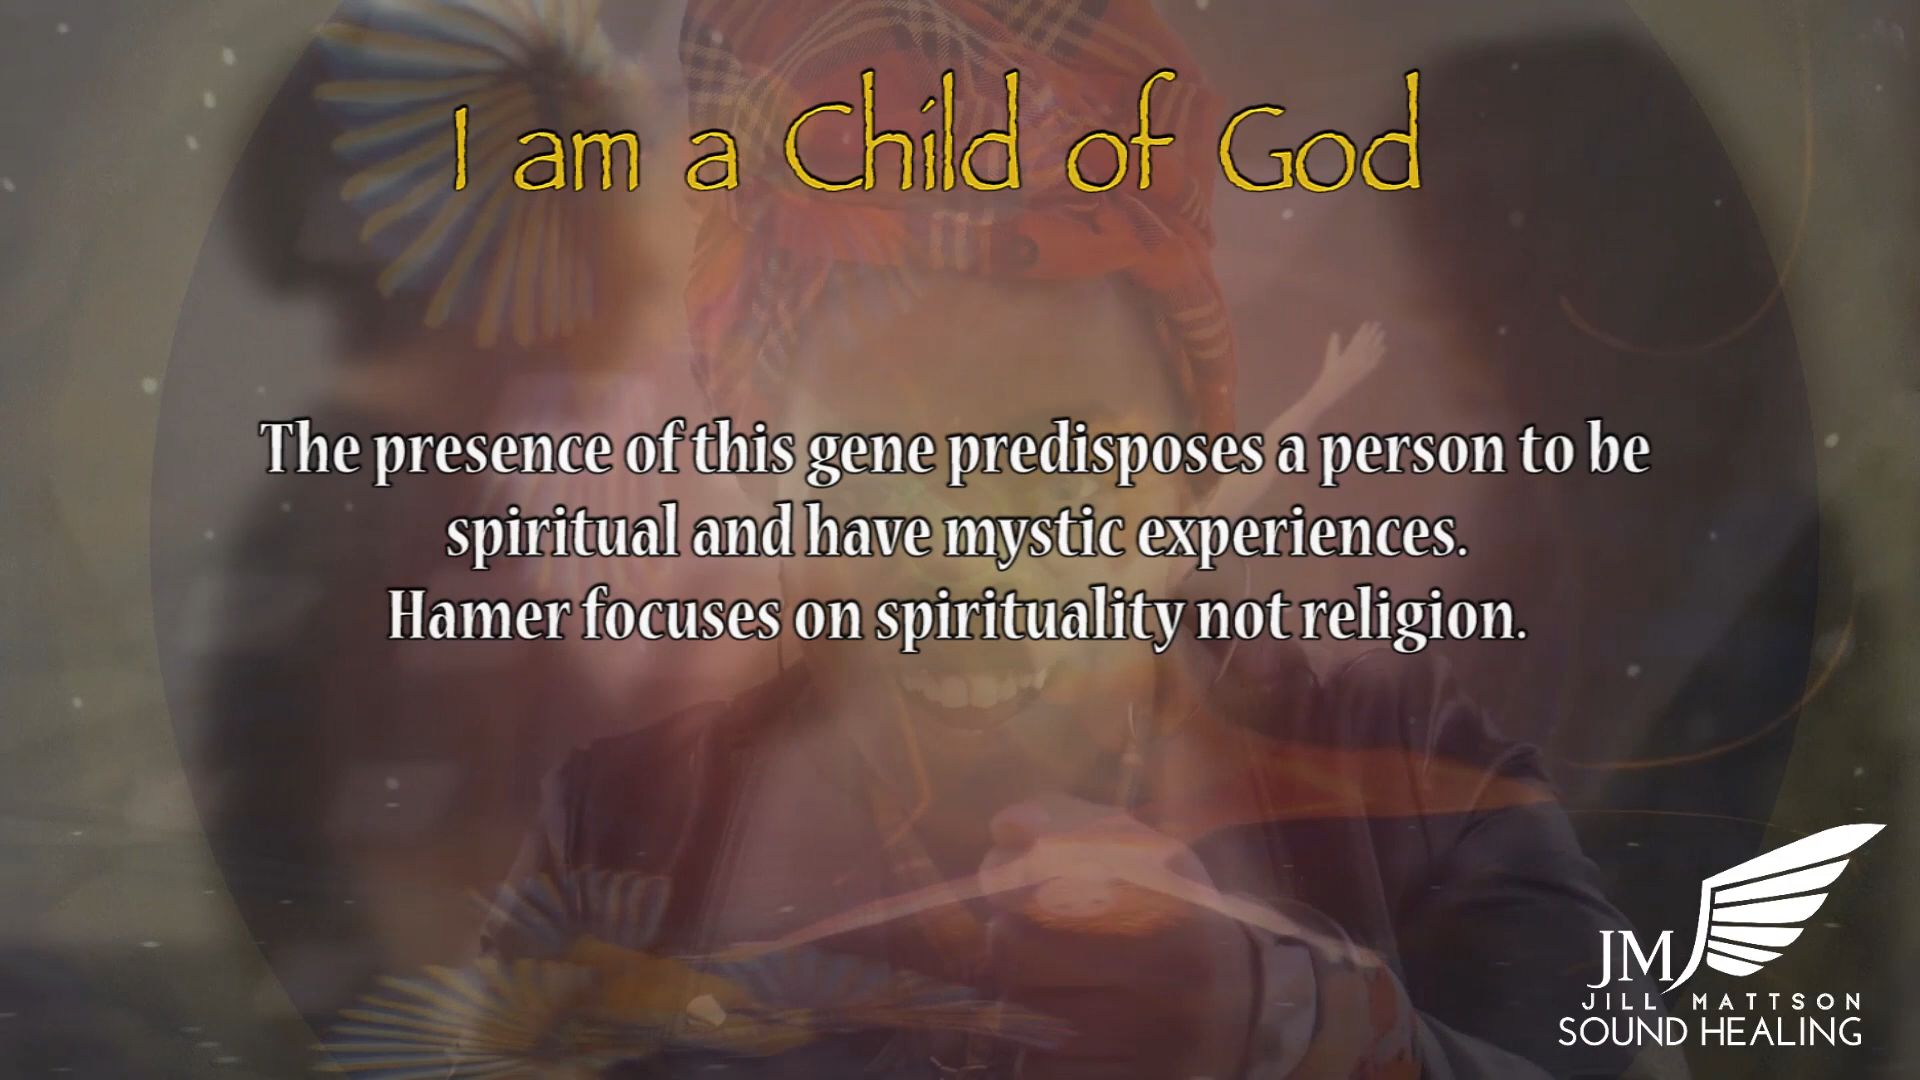 I am a Child of God
The presence of this gene predisposes a person to be
spiritual and have mystic experiences.
Hamer focuses on spirituality not religion.
JM
JILL MATTSON
SOUND HEALING